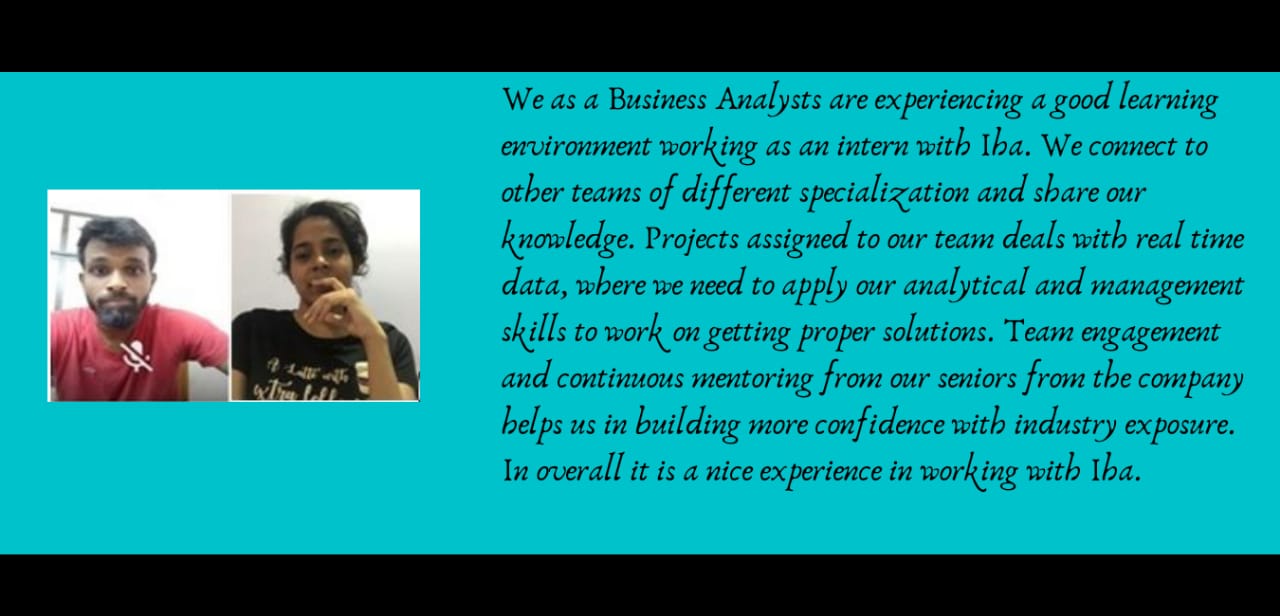 We as a Business Analysts are experiencing a good learning
environment working as an intern with Iba. We connect to
other teams of different specialization and share our
knowledge. Projects assigned to our team deals with real time
data, where we need to apply our analytical and management
skills to work on getting proper solutions. Team engagement
and continuous mentoring from our seniors from the company
helps us in building more confidence with industry exposure.
In overall it is a nice experience in working with Iba.
A Latte with